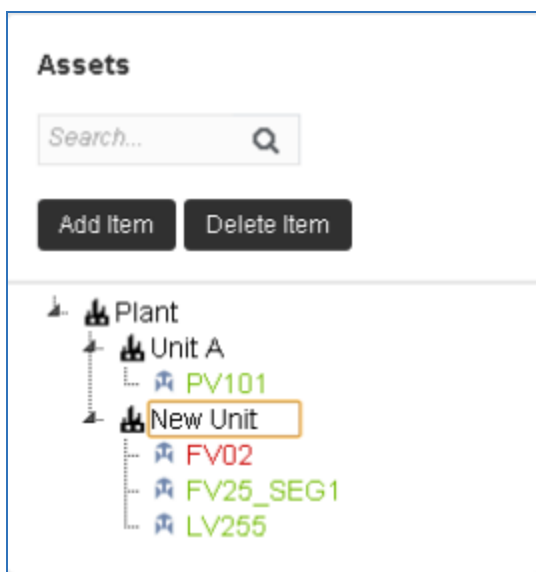 Assets
Search...
Add Item Delete Item
Plant
Unit A
PV101
New Unit
FV02
FV25_SEG1
LV255